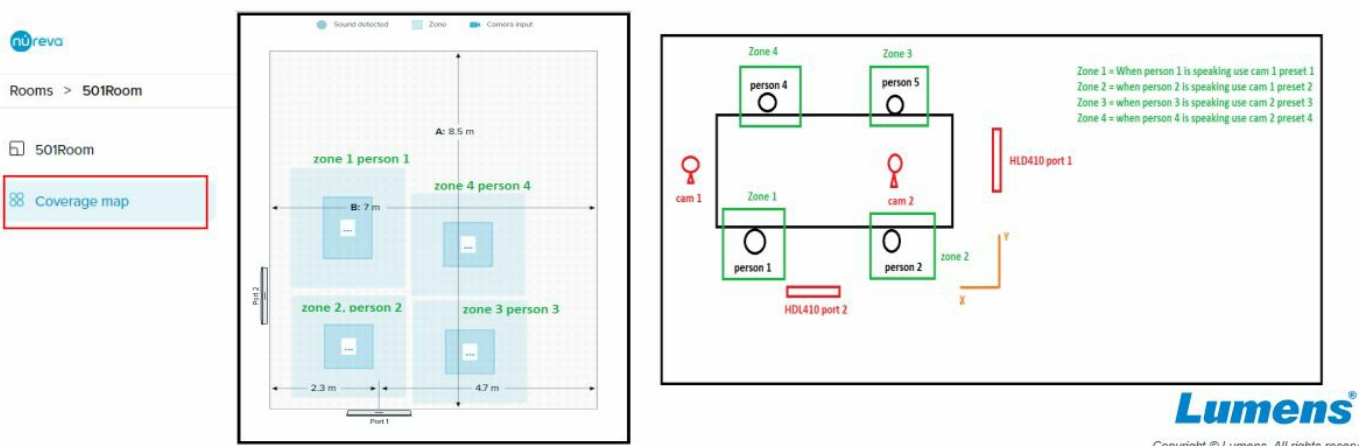 nureva
Rooms > 501Room
501Room
Coverage map
Sound detected Zone Camera input
A: 8.5 m
zone 1 person 1
zone 4 person 4
B: 7 m
...
...
Port 2
zone 2, person 2
zone 3 person 3
...
...
2.3 m
4.7 m
Port 1
Zone 4
Zone 3
person 4
person 5
Zone 1 = When person 1 is speaking use cam 1 preset 1
Zone 2 = when person 2 is speaking use cam 1 preset 2
Zone 3 = when person 3 is speaking use cam 2 preset 3
Zone 4 = when person 4 is speaking use cam 2 preset 4
HLD410 port 1
cam 1
Zone 1
cam 2
person 1
person 2
zone 2
Y
X
HDL410 port 2
Lumens®
Copyright © Lumens. All rights